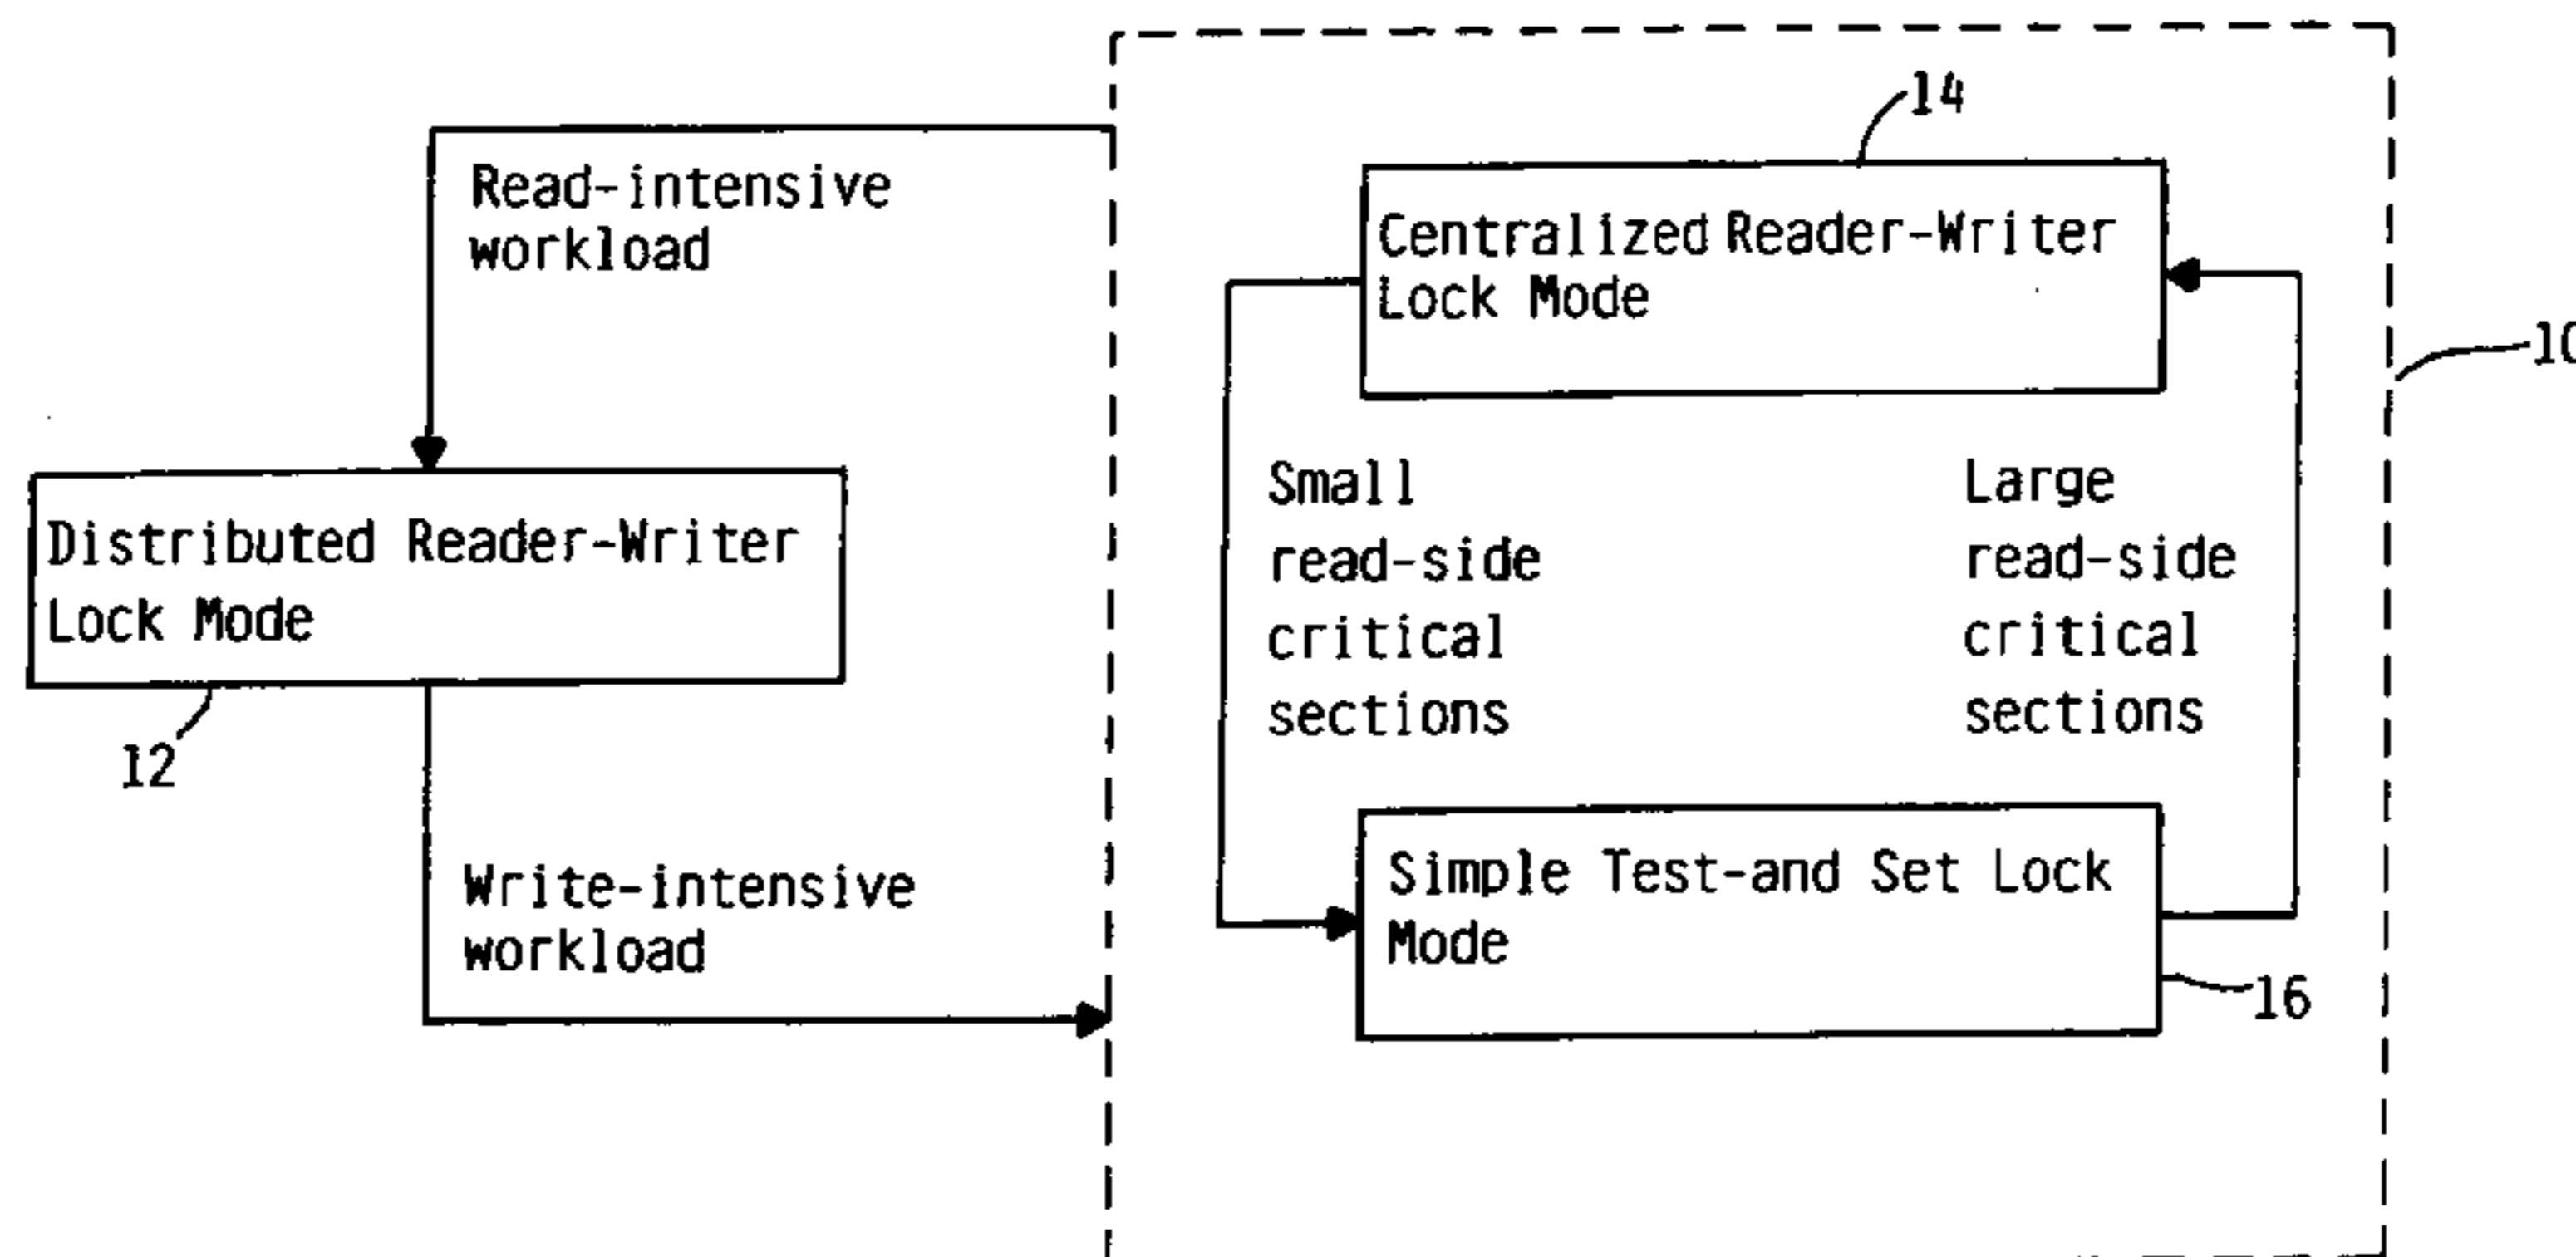 14
Read-intensive
workload
Centralized Reader-Writer
Lock Mode
10
Small
read-side
critical
sections
Large
read-side
critical
sections
Distributed Reader-Writer
Lock Mode
12
Write-intensive
workload
Simple Test-and Set Lock
Mode
16